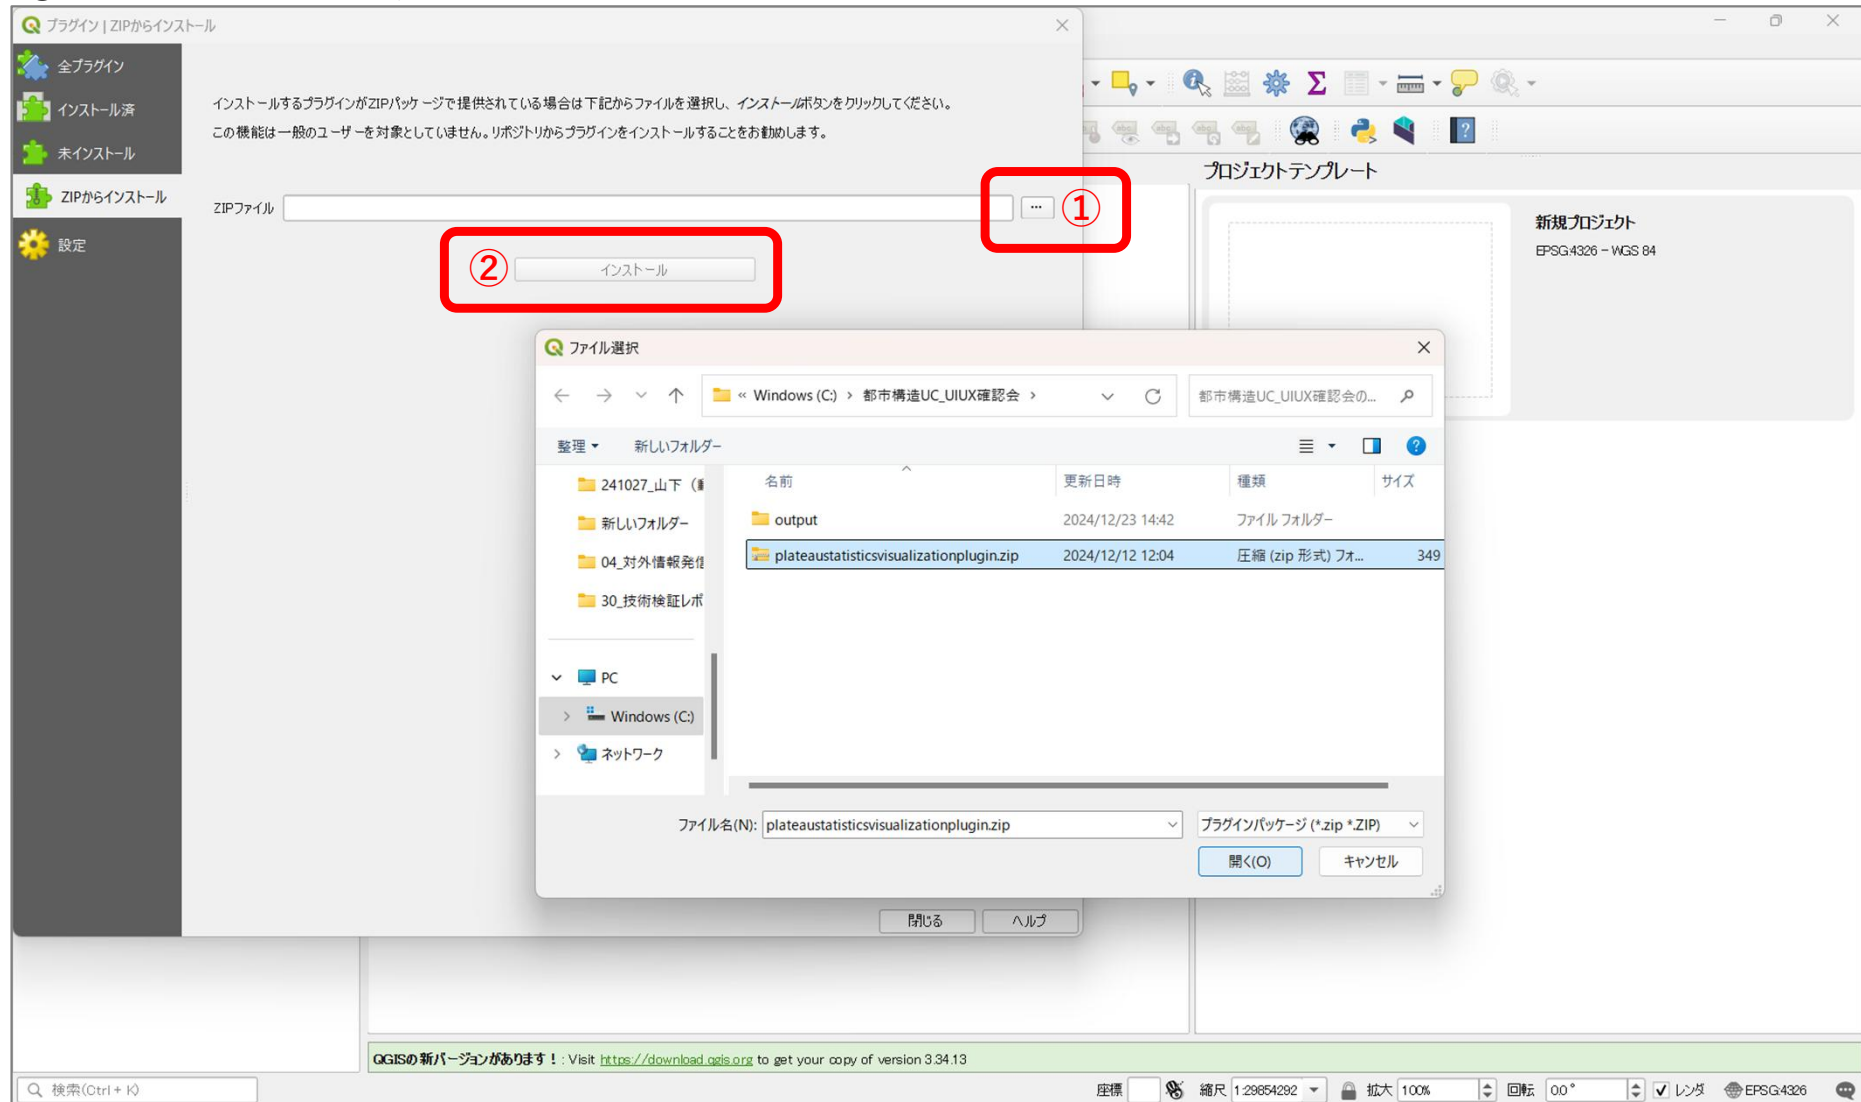 プラグイン | ZIPからインストール
全プラグイン
インストール済
未インストール
ZIPからインストール
設定
インストールするプラグインがZIPパッケージで提供されている場合は下記からファイルを選択し、インストールボタンをクリックしてください。
この機能は一般のユーザーを対象としていません。リポジトリからプラグインをインストールすることをお勧めします。
ZIPファイル
... ①
② インストール
プロジェクトテンプレート
新規プロジェクト
EPSG:4326 - WGS 84
ファイル選択
« Windows (C:) › 都市構造UC_UIUX確認会 ›
都市構造UC_UIUX確認会の...
整理 新しいフォルダー
名前 更新日時 種類 サイズ
241027_山下
新しいフォルダー
04_対外情報発信
30_技術検証レポ
PC
Windows (C:)
ネットワーク
output 2024/12/23 14:42 ファイル フォルダー
plateaustatisticsvisualizationplugin.zip 2024/12/12 12:04 圧縮 (zip 形式) フォ... 349
ファイル名(N): plateaustatisticsvisualizationplugin.zip プラグインパッケージ (*.zip *.ZIP)
開く(O) キャンセル
閉じる ヘルプ
QGISの新バージョンがあります！: Visit https://download.qgis.org to get your copy of version 3.34.13
検索(Ctrl + K)
座標 縮尺 1:29854292 拡大 100% 回転 0.0 ° レンダ EPSG:4326